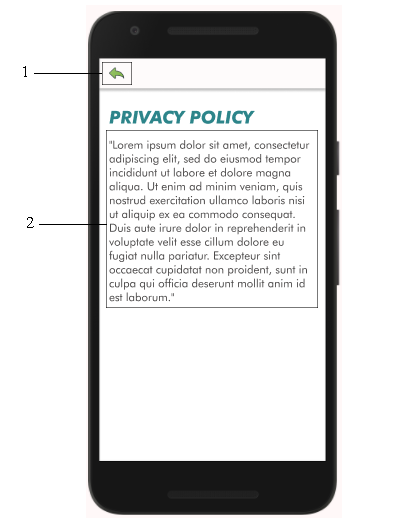 1
PRIVACY POLICY
"Lorem ipsum dolor sit amet, consectetur
adipiscing elit, sed do eiusmod tempor
incididunt ut labore et dolore magna
aliqua. Ut enim ad minim veniam, quis
nostrud exercitation ullamco laboris nisi
ut aliquip ex ea commodo consequat.
2
Duis aute irure dolor in reprehenderit in
voluptate velit esse cillum dolore eu
fugiat nulla pariatur. Excepteur sint
occaecat cupidatat non proident, sunt in
culpa qui officia deserunt mollit anim id
est laborum."